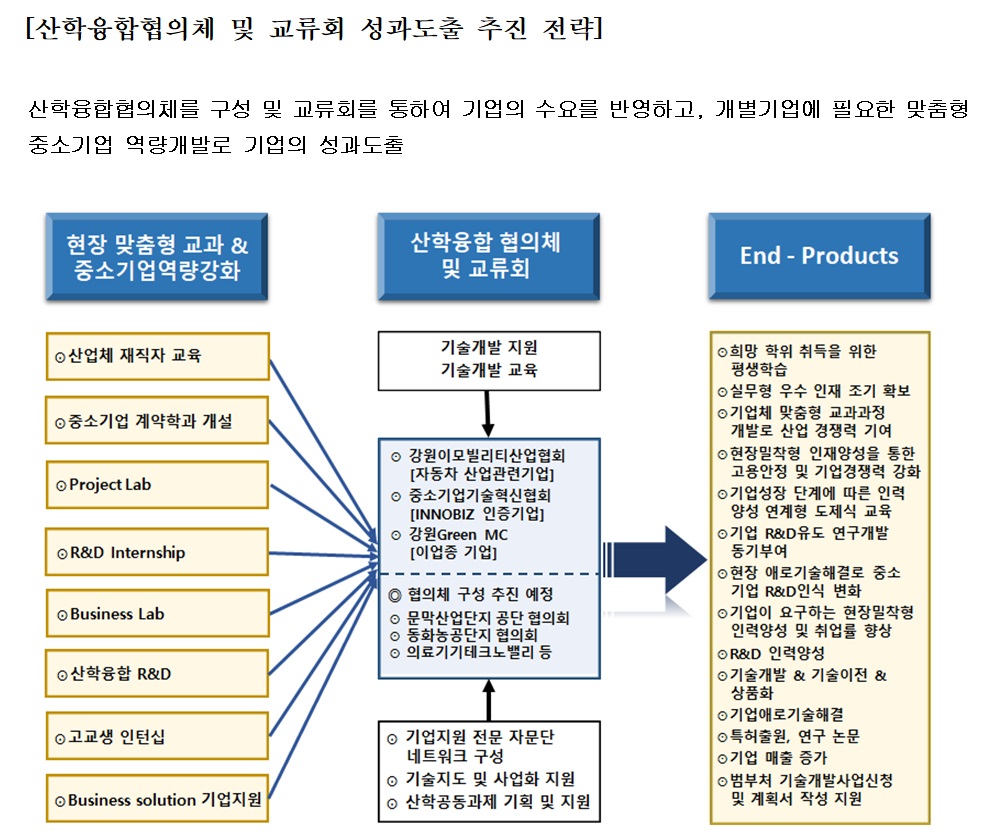 [산학융합협의체 및 교류회 성과도출 추진 전략]
산학융합협의체를 구성 및 교류회를 통하여 기업의 수요를 반영하고, 개별기업에 필요한 맞춤형
중소기업 역량개발로 기업의 성과도출
현장 맞춤형 교과 &
중소기업역량강화
⊙산업체 재직자 교육
⊙중소기업 계약학과 개설
⊙Project Lab
⊙R&D Internship
⊙Business Lab
⊙산학융합 R&D
⊙고교생 인턴십
⊙Business solution 기업지원
산학융합 협의체
및 교류회
기술개발 지원
기술개발 교육
⊙ 강원이모빌리티산업협회
[자동차 산업관련기업]
⊙ 중소기업기술혁신협회
[INNOBIZ 인증기업]
⊙ 강원Green MC
[이업종 기업]
◎ 협의체 구성 추진 예정
⊙ 문막산업단지 공단 협의회
⊙ 동화농공단지 협의회
⊙ 의료기기테크노밸리 등
⊙ 기업지원 전문 자문단
네트워크 구성
⊙ 기술지도 및 사업화 지원
⊙ 산학공동과제 기획 및 지원
End - Products
⊙희망 학위 취득을 위한
평생학습
⊙실무형 우수 인재 조기 확보
⊙기업체 맞춤형 교과과정
개발로 산업 경쟁력 기여
⊙현장밀착형 인재양성을 통한
고용안정 및 기업경쟁력 강화
⊙기업성장 단계에 따른 인력
양성 연계형 도제식 교육
⊙기업 R&D유도 연구개발
동기부여
⊙현장 애로기술해결로 중소
기업 R&D인식 변화
⊙기업이 요구하는 현장밀착형
인력양성 및 취업률 향상
⊙R&D 인력양성
⊙기술개발 & 기술이전 &
상품화
⊙기업애로기술해결
⊙특허출원, 연구 논문
⊙기업 매출 증가
⊙범부처 기술개발사업신청
및 계획서 작성 지원